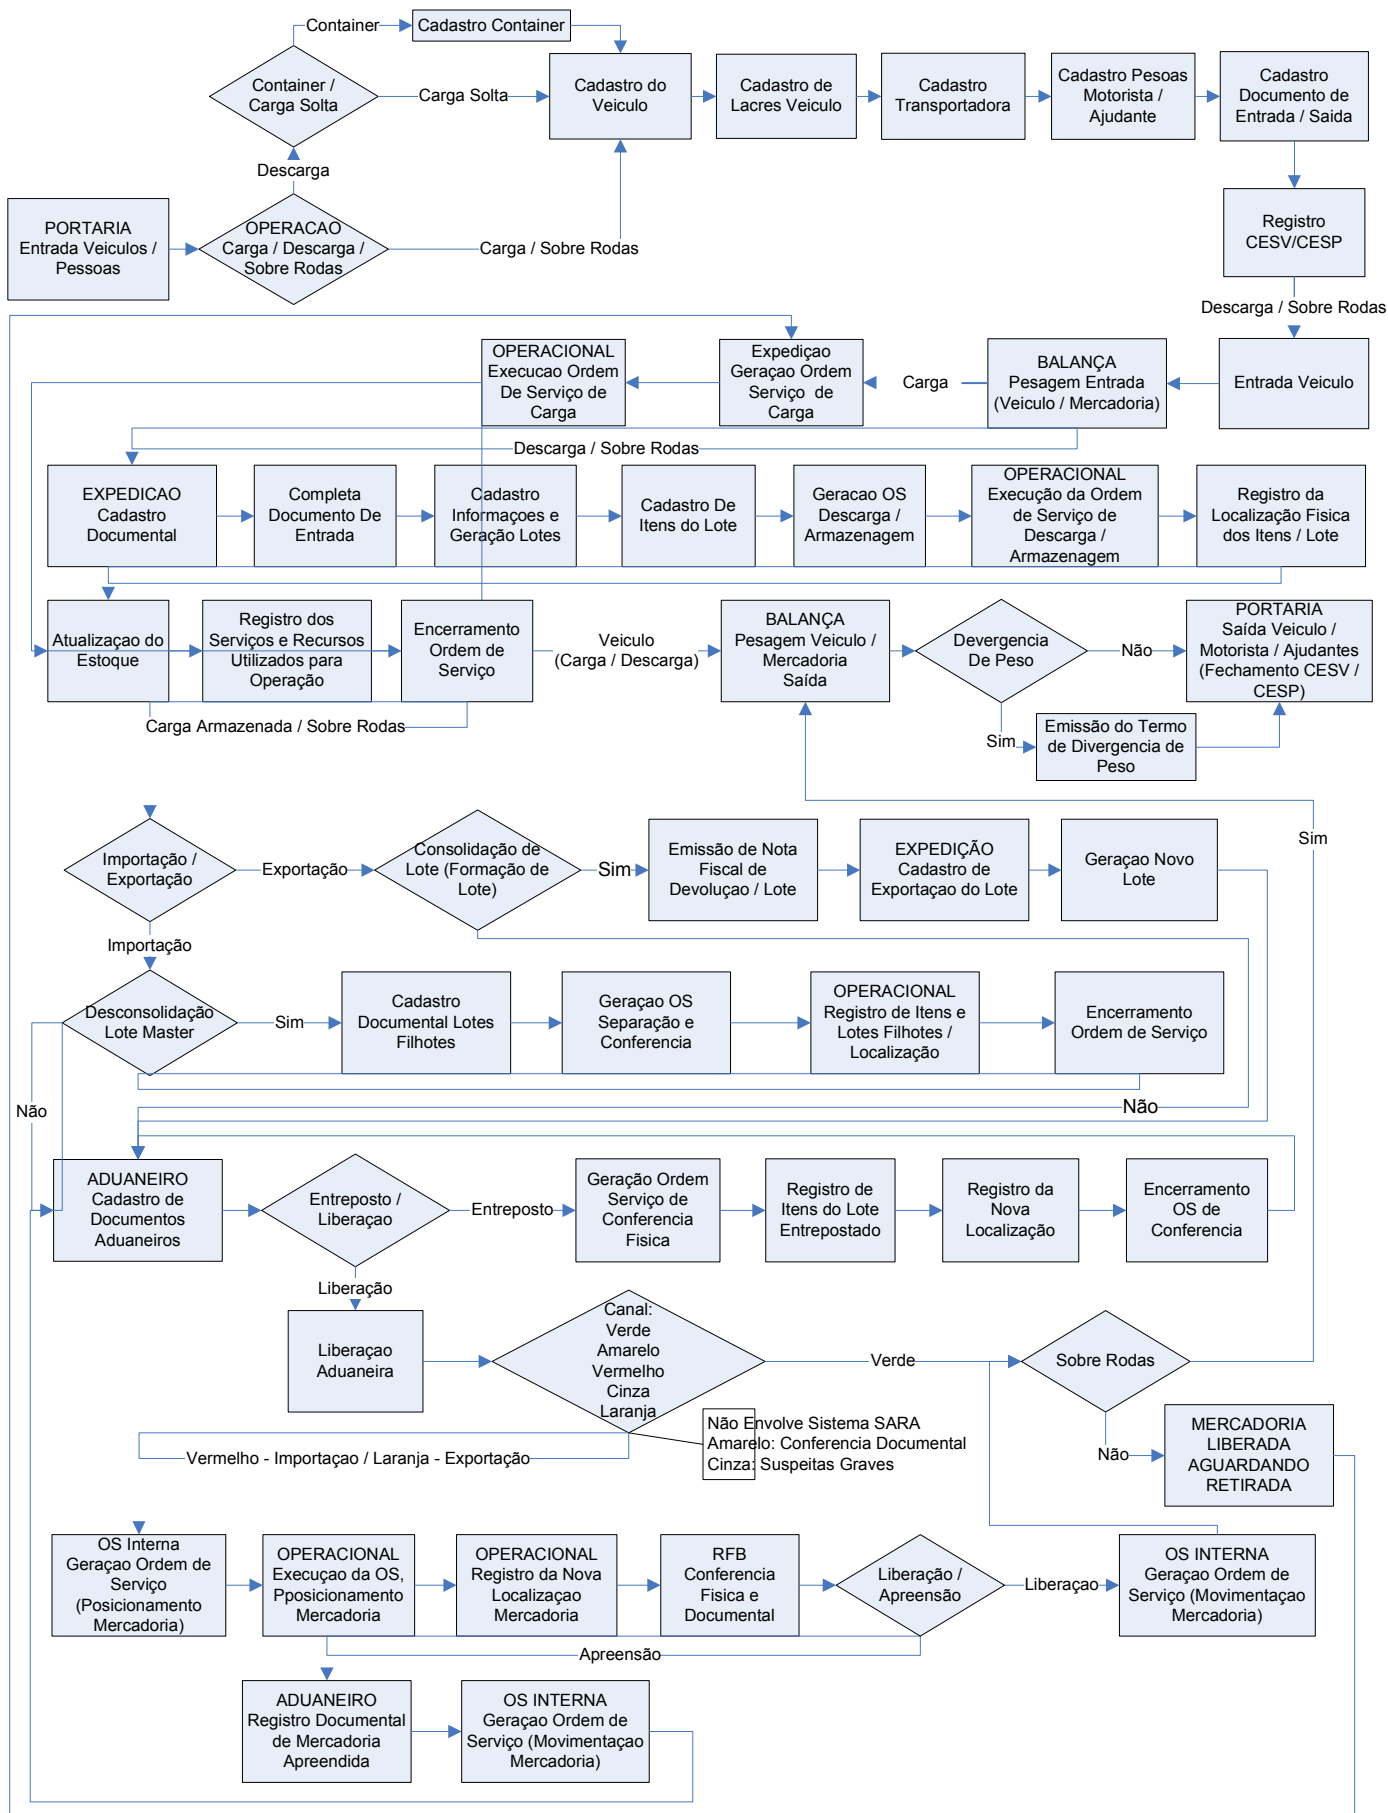 Container
Cadastro Container
Container /
Carga Solta
Carga Solta
Cadastro do
Veiculo
Cadastro de
Lacres Veiculo
Cadastro
Transportadora
Cadastro Pesoas
Motorista /
Ajudante
Cadastro
Documento de
Entrada / Saida
Descarga
PORTARIA
Entrada Veiculos /
Pessoas
OPERACAO
Carga / Descarga /
Sobre Rodas
Carga / Sobre Rodas
Registro
CESV/CESP
Descarga / Sobre Rodas
OPERACIONAL
Execucao Ordem
De Serviço de
Carga
Expediçao
Geraçao Ordem
Serviço de
Carga
Carga
BALANÇA
Pesagem Entrada
(Veiculo / Mercadoria)
Entrada Veiculo
Descarga / Sobre Rodas
EXPEDICAO
Cadastro
Documental
Completa
Documento De
Entrada
Cadastro
Informaçoes e
Geração Lotes
Cadastro De
Itens do Lote
Geracao OS
Descarga /
Armazenagem
OPERACIONAL
Execução da Ordem
de Serviço de
Descarga /
Armazenagem
Registro da
Localização Fisica
dos Itens / Lote
Atualizaçao do
Estoque
Registro dos
Serviços e Recursos
Utilizados para
Operação
Encerramento
Ordem de
Serviço
Veiculo
(Carga / Descarga)
BALANÇA
Pesagem Veiculo /
Mercadoria
Saída
Devergencia
De Peso
Não
PORTARIA
Saída Veiculo /
Motorista / Ajudantes
(Fechamento CESV /
CESP)
Carga Armazenada / Sobre Rodas
Sim
Emissão do Termo
de Divergencia de
Peso
Importação /
Exportação
Exportação
Consolidação de
Lote (Formação de
Lote)
Sim
Emissão de Nota
Fiscal de
Devoluçao / Lote
EXPEDIÇÃO
Cadastro de
Exportaçao do Lote
Geraçao Novo
Lote
Sim
Importação
Desconsolidação
Lote Master
Sim
Cadastro
Documental Lotes
Filhotes
Geraçao OS
Separação e
Conferencia
OPERACIONAL
Registro de Itens e
Lotes Filhotes /
Localização
Encerramento
Ordem de Serviço
Não
Não
ADUANEIRO
Cadastro de
Documentos
Aduaneiros
Entreposto /
Liberaçao
Entreposto
Geração Ordem
Serviço de
Conferencia
Fisica
Registro de
Itens do Lote
Entrepostado
Registro da
Nova
Localização
Encerramento
OS de
Conferencia
Liberação
Liberaçao
Aduaneira
Canal:
Verde
Amarelo
Vermelho
Cinza
Laranja
Verde
Sobre Rodas
Não Envolve Sistema SARA
Amarelo: Conferencia Documental
Cinza: Suspeitas Graves
Vermelho - Importaçao / Laranja - Exportação
Não
MERCADORIA
LIBERADA
AGUARDANDO
RETIRADA
OS Interna
Geraçao Ordem de
Serviço
(Posicionamento
Mercadoria)
OPERACIONAL
Execuçao da OS,
Pposicionamento
Mercadoria
OPERACIONAL
Registro da Nova
Localizaçao
Mercadoria
RFB
Conferencia
Fisica e
Documental
Liberação /
Apreensão
Liberaçao
OS INTERNA
Geraçao Ordem de
Serviço (Movimentaçao
Mercadoria)
Apreensão
ADUANEIRO
Registro Documental
de Mercadoria
Apreendida
OS INTERNA
Geraçao Ordem de
Serviço (Movimentaçao
Mercadoria)